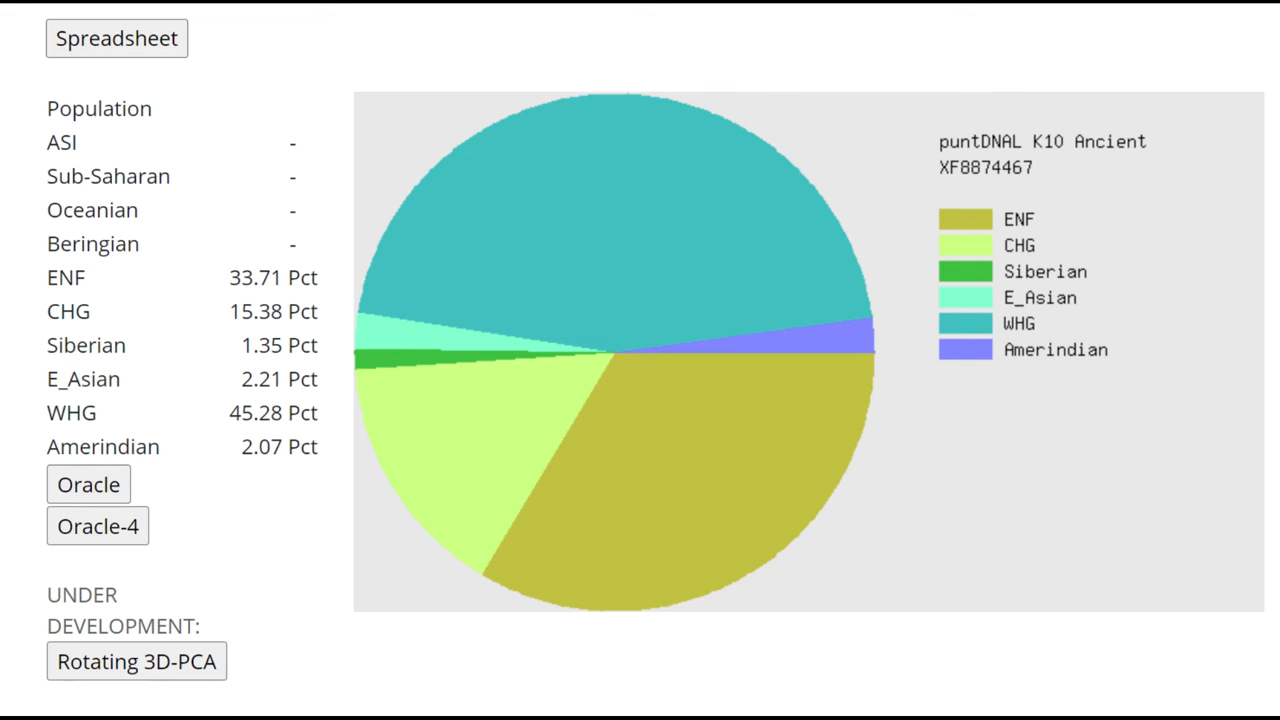 Spreadsheet
Population
ASI -
Sub-Saharan -
Oceanian -
Beringian -
ENF 33.71 Pct
CHG 15.38 Pct
Siberian 1.35 Pct
E_Asian 2.21 Pct
WHG 45.28 Pct
Amerindian 2.07 Pct
Oracle
Oracle-4
UNDER
DEVELOPMENT:
Rotating 3D-PCA
puntDNAL K10 Ancient
XF8874467
ENF
CHG
Siberian
E_Asian
WHG
Amerindian